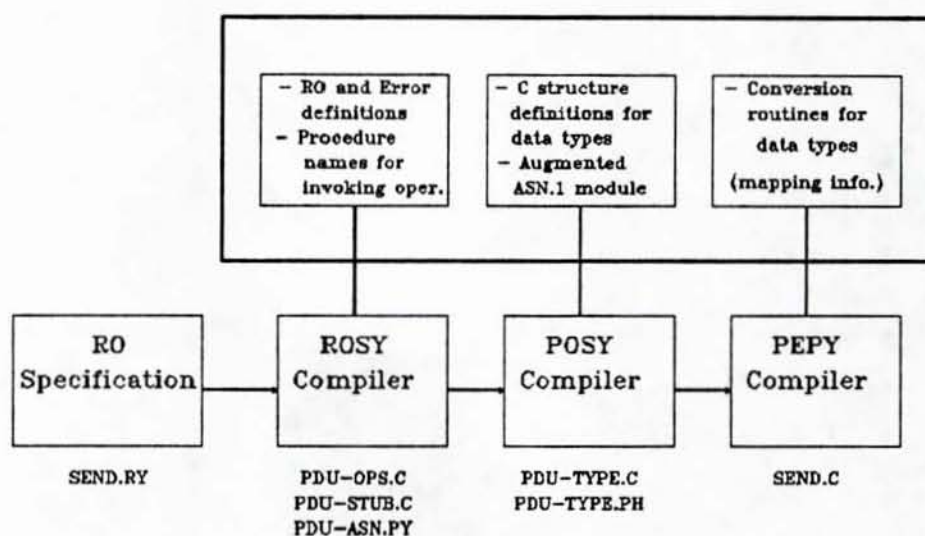 – RO and Error
definitions
– Procedure
names for
invoking oper.
– C structure
definitions for
data types
– Augmented
ASN.1 module
– Conversion
routines for
data types
(mapping info.)
RO
Specification
ROSY
Compiler
POSY
Compiler
PEPY
Compiler
SEND.RY
PDU-OPS.C
PDU-STUB.C
PDU-ASN.PY
PDU-TYPE.C
PDU-TYPE.PH
SEND.C